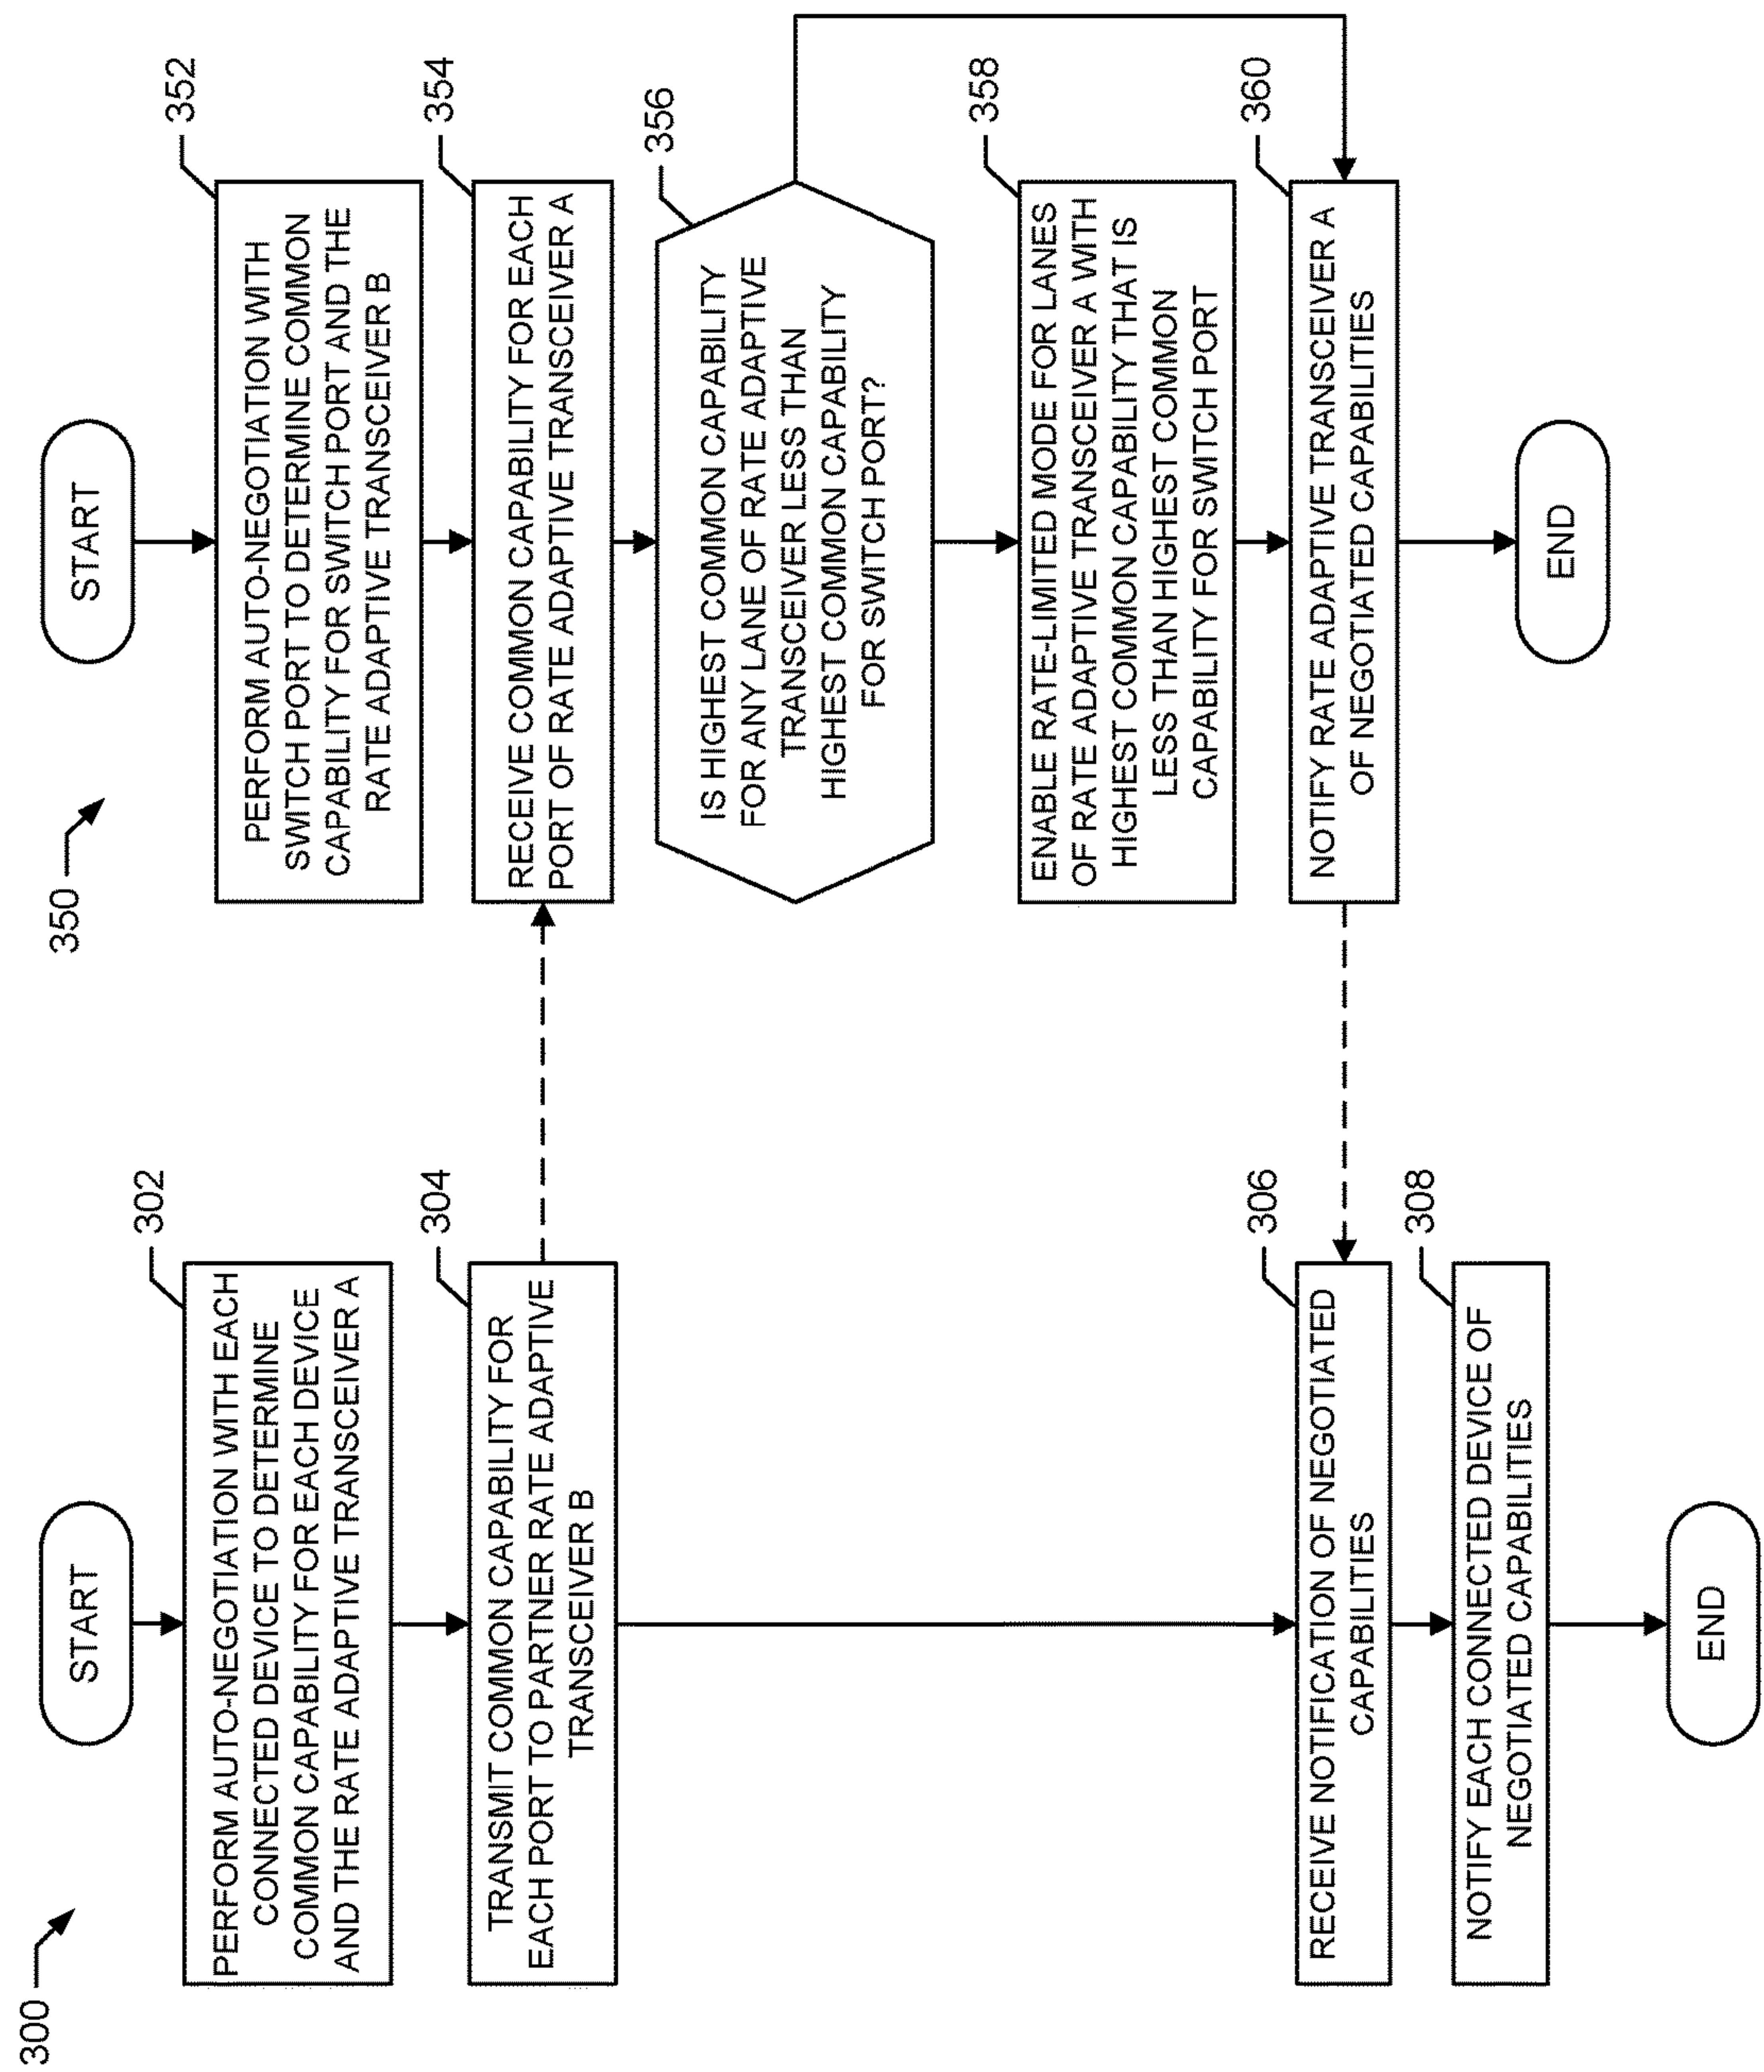 300
START
302
PERFORM AUTO-NEGOTIATION WITH EACH
CONNECTED DEVICE TO DETERMINE
COMMON CAPABILITY FOR EACH DEVICE
AND THE RATE ADAPTIVE TRANSCEIVER A
304
TRANSMIT COMMON CAPABILITY FOR
EACH PORT TO PARTNER RATE ADAPTIVE
TRANSCEIVER B
306
RECEIVE NOTIFICATION OF NEGOTIATED
CAPABILITIES
308
NOTIFY EACH CONNECTED DEVICE OF
NEGOTIATED CAPABILITIES
END
350
START
352
PERFORM AUTO-NEGOTIATION WITH
SWITCH PORT TO DETERMINE COMMON
CAPABILITY FOR SWITCH PORT AND THE
RATE ADAPTIVE TRANSCEIVER B
354
RECEIVE COMMON CAPABILITY FOR EACH
PORT OF RATE ADAPTIVE TRANSCEIVER A
356
IS HIGHEST COMMON CAPABILITY
FOR ANY LANE OF RATE ADAPTIVE
TRANSCEIVER LESS THAN
HIGHEST COMMON CAPABILITY
FOR SWITCH PORT?
358
ENABLE RATE-LIMITED MODE FOR LANES
OF RATE ADAPTIVE TRANSCEIVER A WITH
HIGHEST COMMON CAPABILITY THAT IS
LESS THAN HIGHEST COMMON
CAPABILITY FOR SWITCH PORT
360
NOTIFY RATE ADAPTIVE TRANSCEIVER A
OF NEGOTIATED CAPABILITIES
END